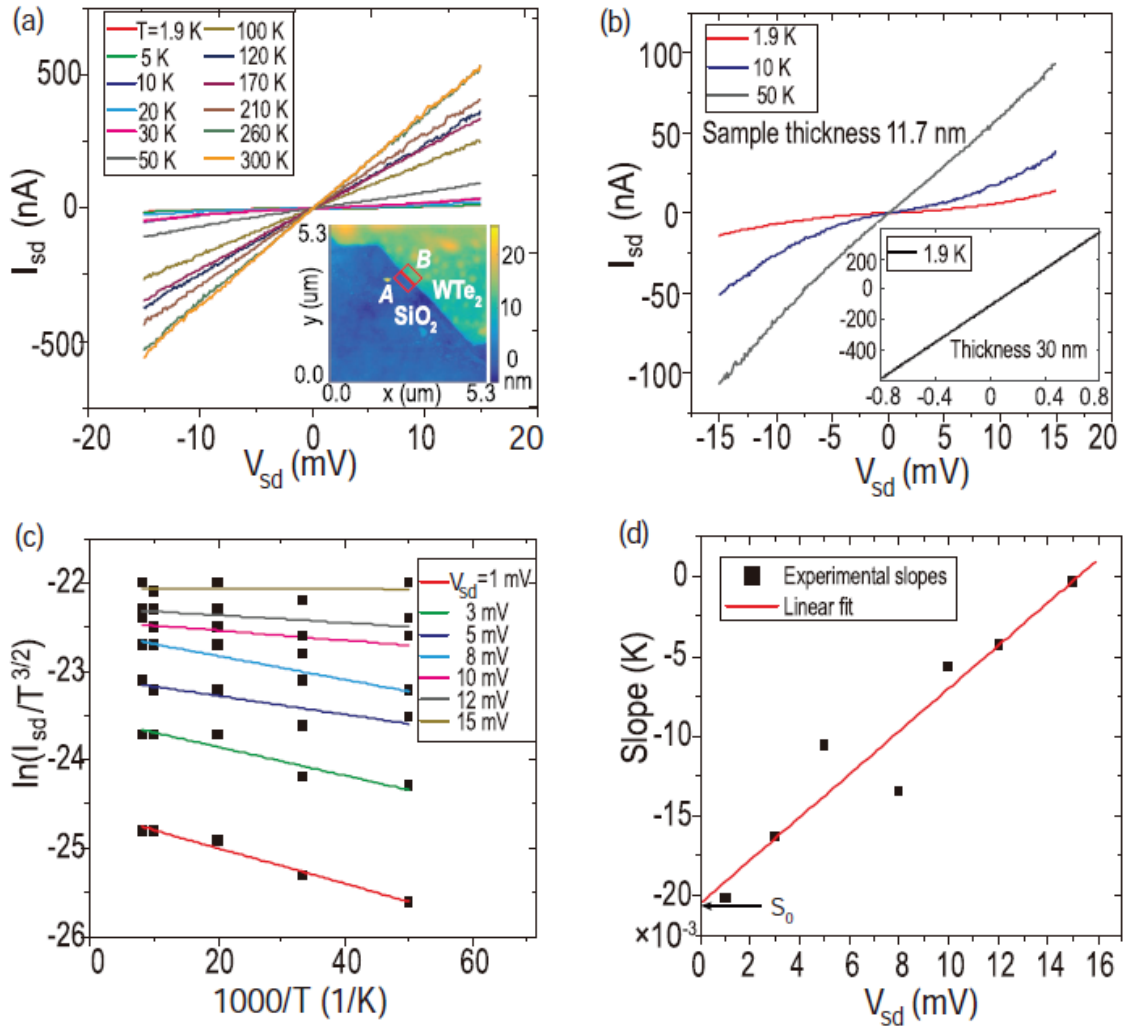 (a)
I_sd (nA)
500
0
-500
T=1.9 K 100 K
5 K 120 K
10 K 170 K
20 K 210 K
30 K 260 K
50 K 300 K
5.3
y (um)
0.0
0.0 x (um) 5.3
A
B
WTe₂
SiO₂
20
10
0
nm
-20 -10 0 10 20
V_sd (mV)
(b)
I_sd (nA)
100
50
0
-50
-100
1.9 K
10 K
50 K
Sample thickness 11.7 nm
1.9 K
200
0
-200
-400
Thickness 30 nm
-0.8 -0.4 0 0.4 0.8
-15 -10 -5 0 5 10 15 20
V_sd (mV)
(c)
ln(I_sd/T^3/2)
-22
-23
-24
-25
-26
V_sd=1 mV
3 mV
5 mV
8 mV
10 mV
12 mV
15 mV
0 20 40 60
1000/T (1/K)
(d)
Slope (K)
0
-5
-10
-15
-20
×10⁻³
Experimental slopes
Linear fit
S₀
0 2 4 6 8 10 12 14 16
V_sd (mV)